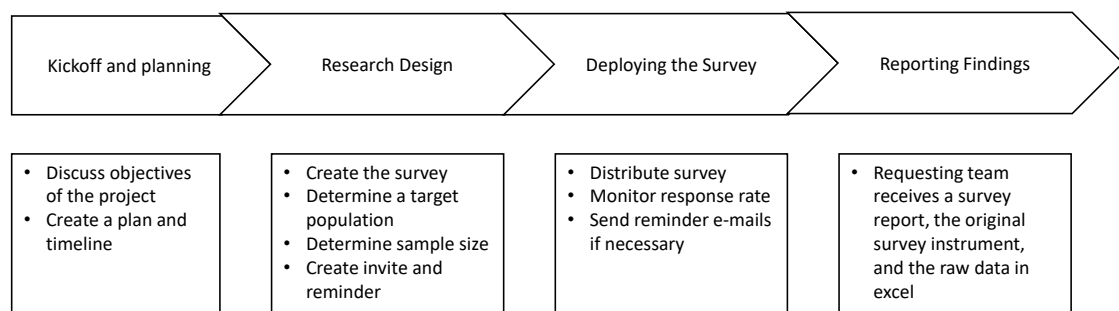 Kickoff and planning
Research Design
Deploying the Survey
Reporting Findings
• Discuss objectives
of the project
• Create a plan and
timeline
• Create the survey
• Determine a target
population
• Determine sample size
• Create invite and
reminder
• Distribute survey
• Monitor response rate
• Send reminder e-mails
if necessary
• Requesting team
receives a survey
report, the original
survey instrument,
and the raw data in
excel